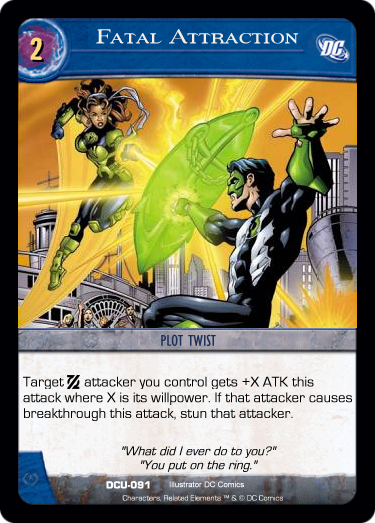 2
FATAL ATTRACTION
DC
PLOT TWIST
Target attacker you control gets +X ATK this
attack where X is its willpower. If that attacker causes
breakthrough this attack, stun that attacker.
"What did I ever do to you?"
"You put on the ring."
DCU-091 Illustrator DC Comics
Characters, Related Elements ™ & © DC Comics